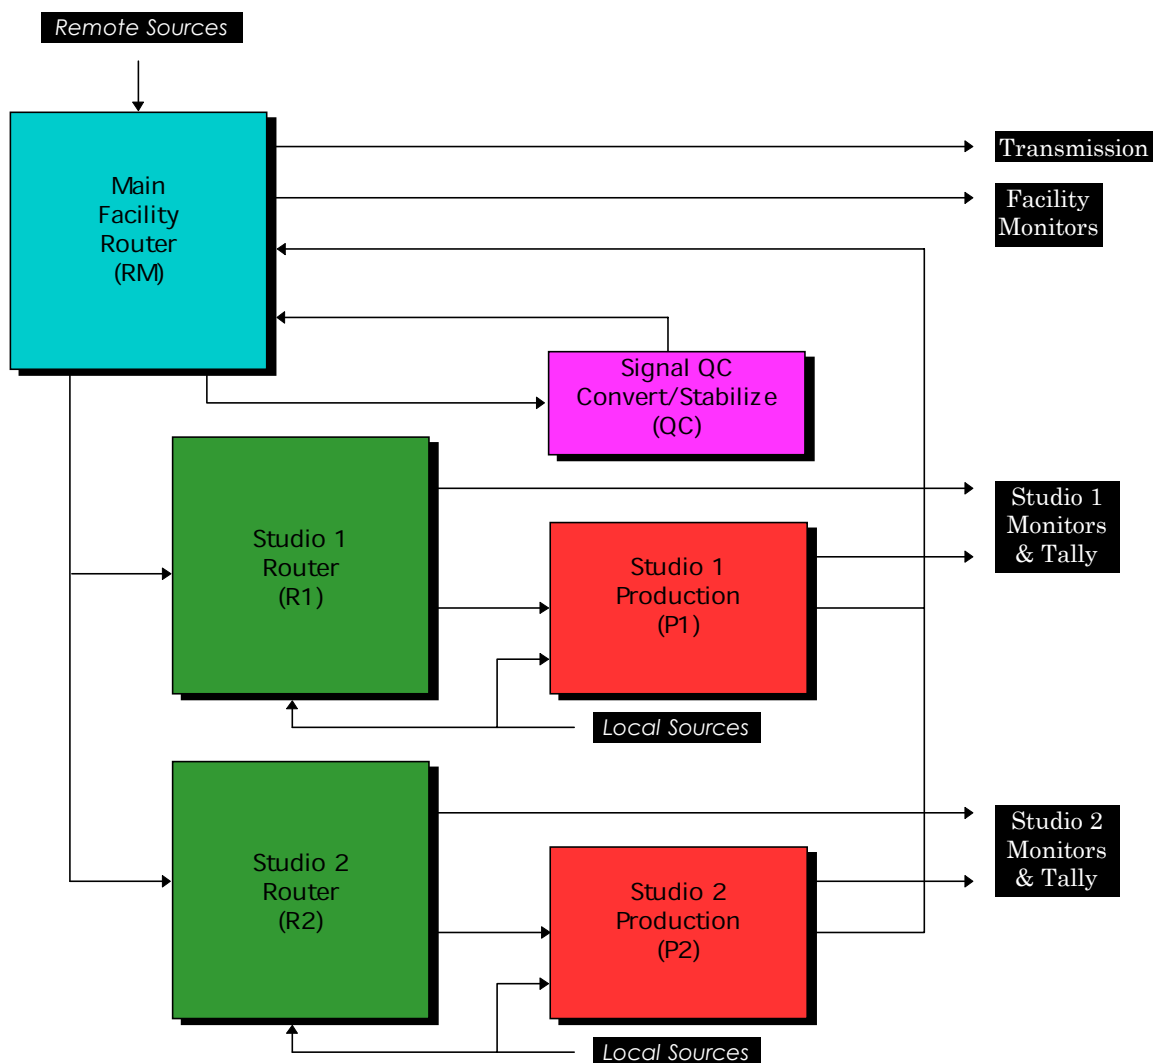 Remote Sources
Main
Facility
Router
(RM)
Transmission
Facility
Monitors
Signal QC
Convert/Stabilize
(QC)
Studio 1
Router
(R1)
Studio 1
Production
(P1)
Studio 1
Monitors
& Tally
Local Sources
Studio 2
Router
(R2)
Studio 2
Production
(P2)
Studio 2
Monitors
& Tally
Local Sources